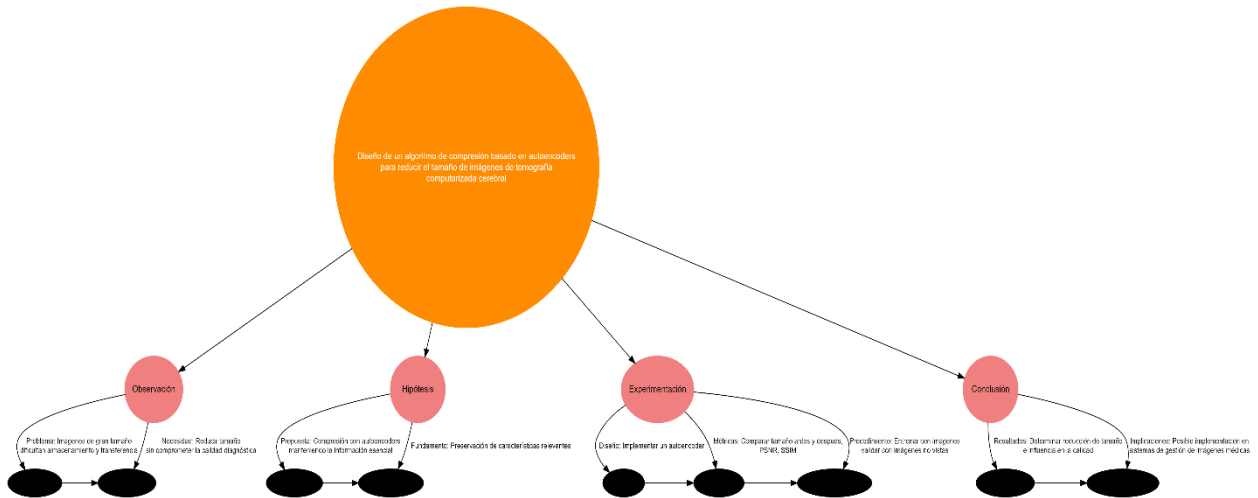 Diseño de un algoritmo de compresión basado en autoencoders
para reducir el tamaño de imágenes de tomografía
computarizada cerebral
Observación
Hipótesis
Experimentación
Conclusión
Problema: Imágenes de gran tamaño
dificultan almacenamiento y transferencia
Necesidad: Reducir tamaño
sin comprometer la calidad diagnóstica
Propuesta: Compresión con autoencoders
manteniendo la información esencial
Fundamento: Preservación de características relevantes
Diseño: Implementar un autoencoder
Métricas: Comparar tamaño antes y después,
PSNR, SSIM
Procedimiento: Entrenar con imágenes
validar con imágenes no vistas
Resultados: Determinar reducción de tamaño
e influencia en la calidad
Implicaciones: Posible implementación en
sistemas de gestión de imágenes médicas